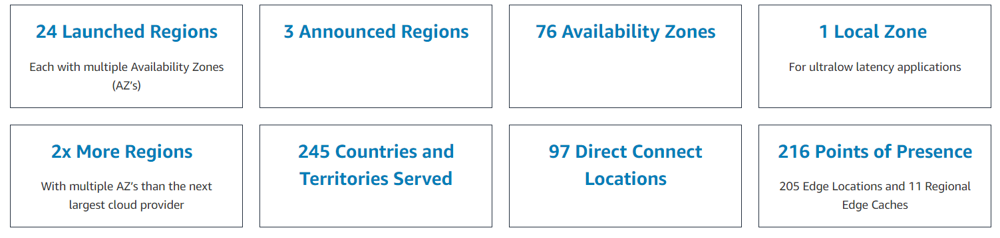 24 Launched Regions
Each with multiple Availability Zones
(AZ's)
3 Announced Regions
76 Availability Zones
1 Local Zone
For ultralow latency applications
2x More Regions
With multiple AZ's than the next
largest cloud provider
245 Countries and
Territories Served
97 Direct Connect
Locations
216 Points of Presence
205 Edge Locations and 11 Regional
Edge Caches